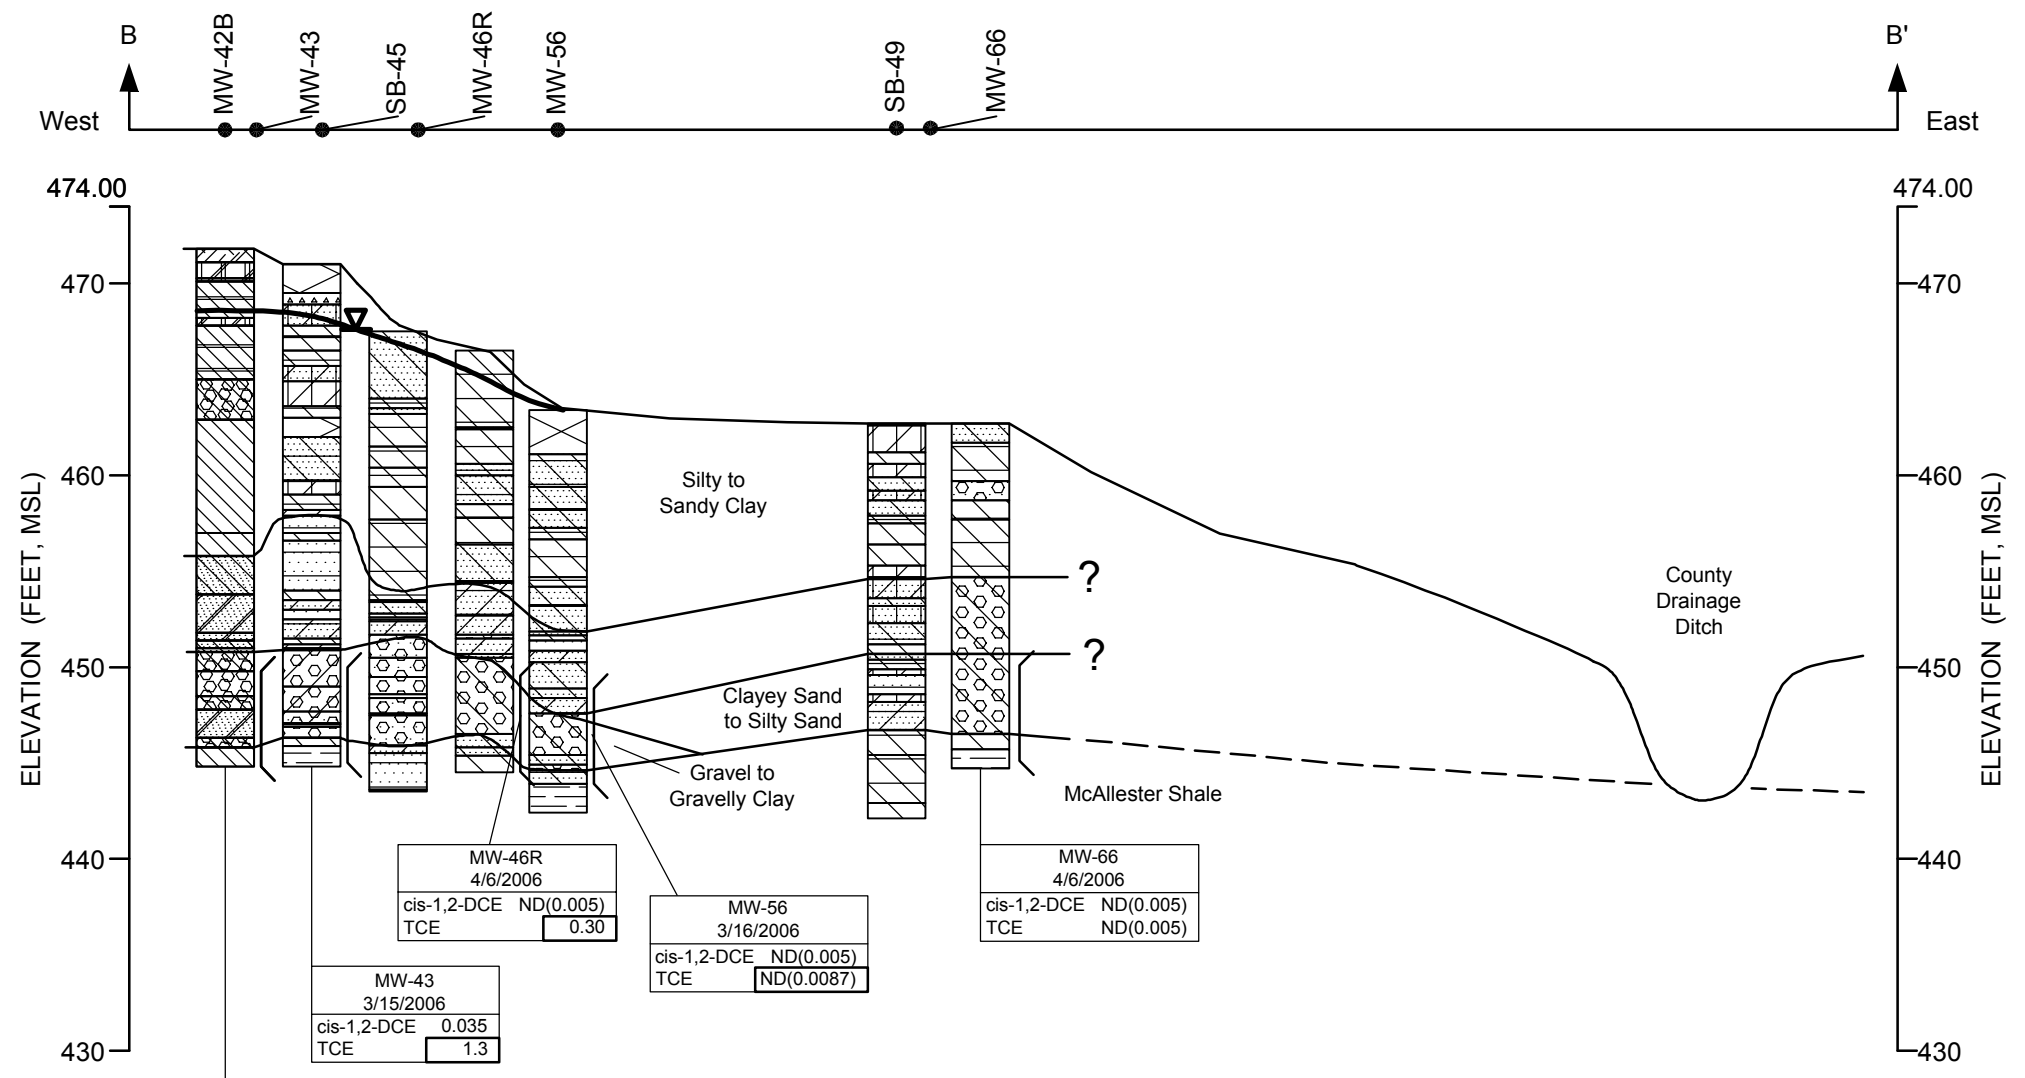 B
B'
MW-42B
MW-43
SB-45
MW-46R
MW-56
SB-49
MW-66
West
East
474.00
474.00
470
470
460
460
450
450
440
440
430
430
ELEVATION (FEET, MSL)
ELEVATION (FEET, MSL)
Silty to
Sandy Clay
?
?
County
Drainage
Ditch
Clayey Sand
to Silty Sand
Gravel to
Gravelly Clay
McAllester Shale
MW-46R
4/6/2006
cis-1,2-DCE ND(0.005)
TCE 0.30
MW-56
3/16/2006
cis-1,2-DCE ND(0.005)
TCE ND(0.0087)
MW-66
4/6/2006
cis-1,2-DCE ND(0.005)
TCE ND(0.005)
MW-43
3/15/2006
cis-1,2-DCE 0.035
TCE 1.3